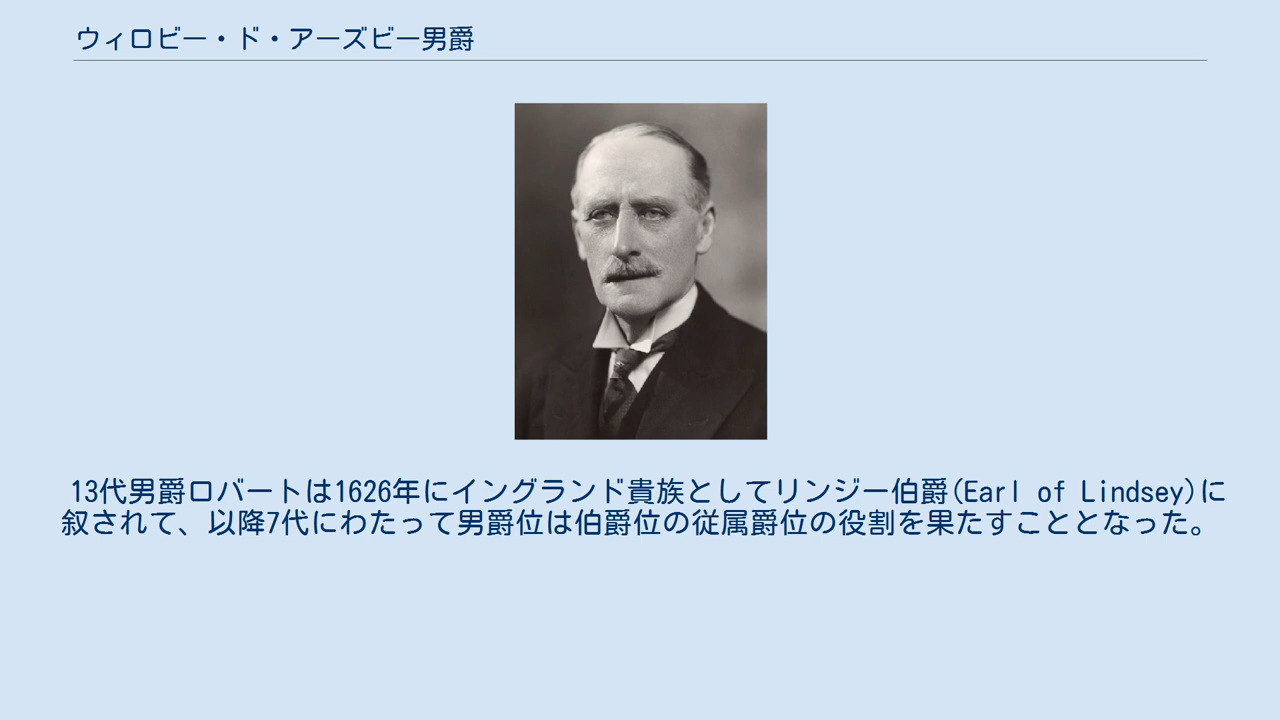 ウィロビー・ド・アーズビー男爵
13代男爵ロバートは1626年にイングランド貴族としてリンジー伯爵(Earl of Lindsey)に
叙されて、以降7代にわたって男爵位は伯爵位の従属爵位の役割を果たすこととなった。